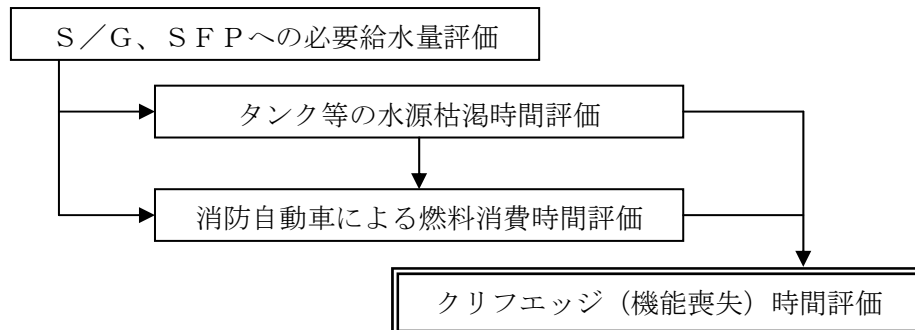 Ｓ／Ｇ、ＳＦＰへの必要給水量評価
タンク等の水源枯渇時間評価
消防自動車による燃料消費時間評価
クリフエッジ（機能喪失）時間評価